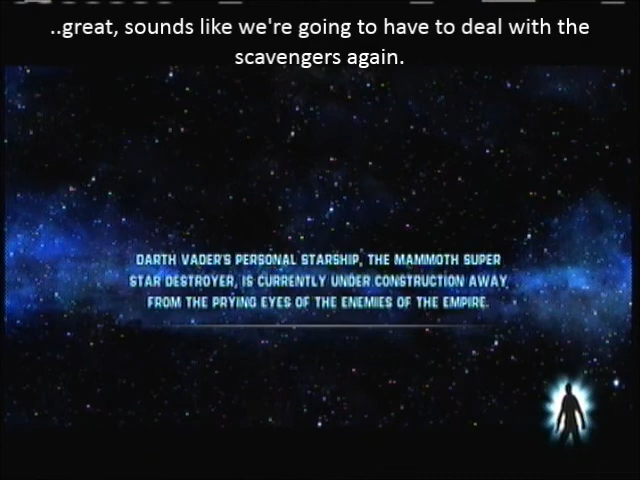 ..great, sounds like we're going to have to deal with the
scavengers again.
DARTH VADER'S PERSONAL STARSHIP, THE MAMMOTH SUPER
STAR DESTROYER, IS CURRENTLY UNDER CONSTRUCTION AWAY
FROM THE PRYING EYES OF THE ENEMIES OF THE EMPIRE.